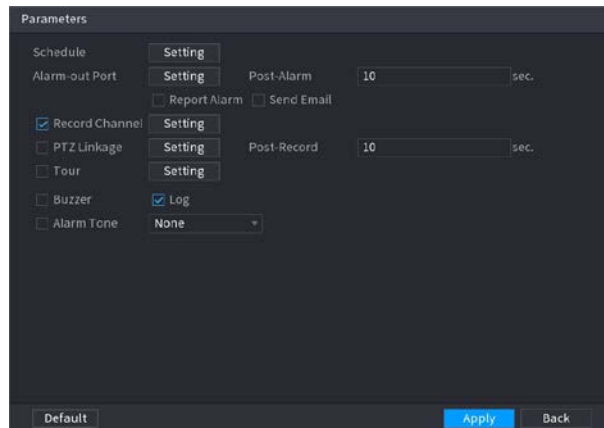 Parameters
Schedule Setting
Alarm-out Port Setting Post-Alarm 10 sec.
Report Alarm Send Email
Record Channel Setting
PTZ Linkage Setting Post-Record 10 sec.
Tour Setting
Buzzer Log
Alarm Tone None
Default Apply Back